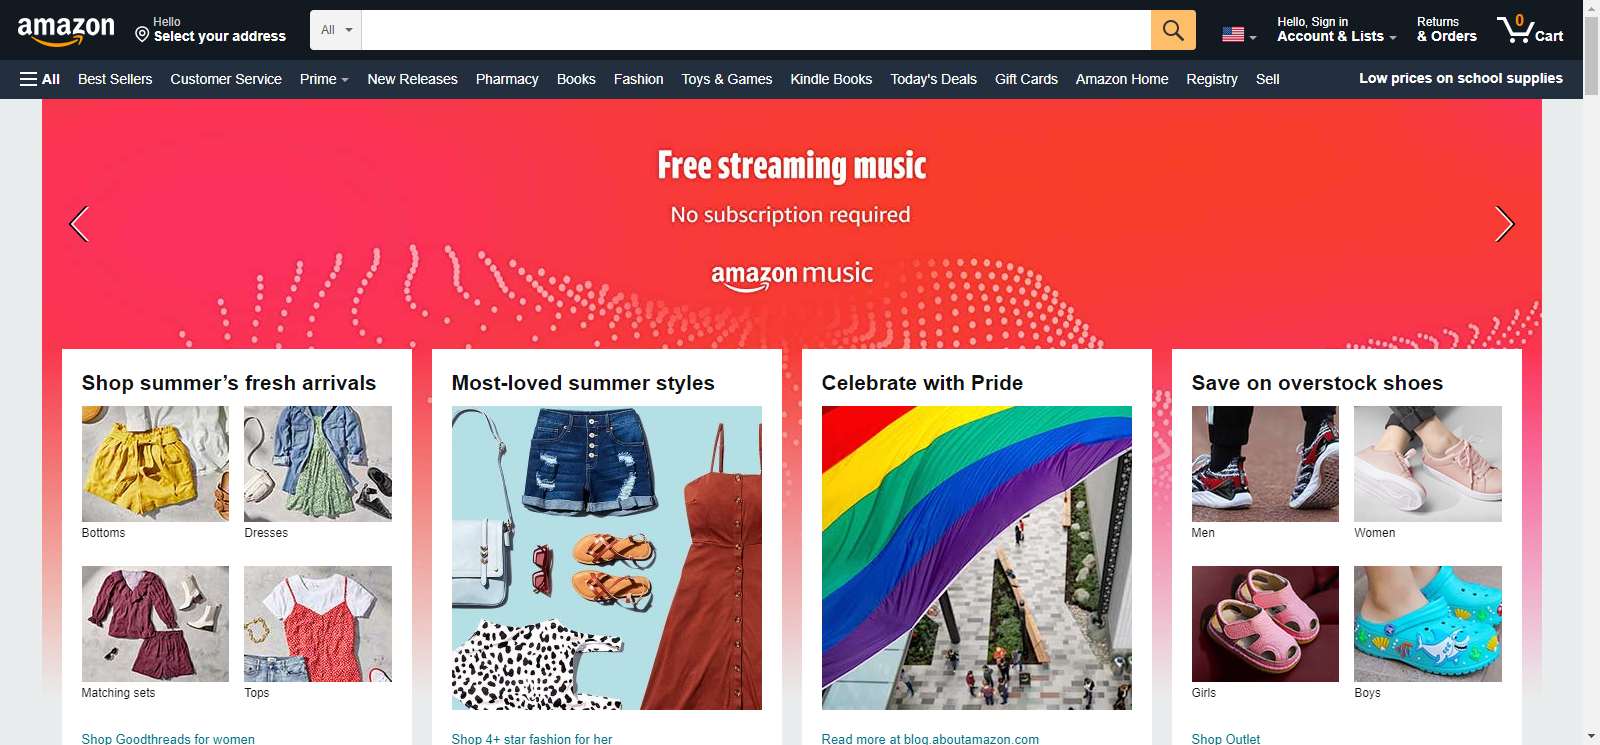 amazon
Hello
Select your address
All
Hello, Sign in
Account & Lists
Returns
& Orders
0
Cart
All Best Sellers Customer Service Prime New Releases Pharmacy Books Fashion Toys & Games Kindle Books Today's Deals Gift Cards Amazon Home Registry Sell Low prices on school supplies
Free streaming music
No subscription required
amazon music
Shop summer’s fresh arrivals
Bottoms Dresses
Matching sets Tops
Shop Goodthreads for women
Most-loved summer styles
Shop 4+ star fashion for her
Celebrate with Pride
Read more at blog.aboutamazon.com
Save on overstock shoes
Men Women
Girls Boys
Shop Outlet